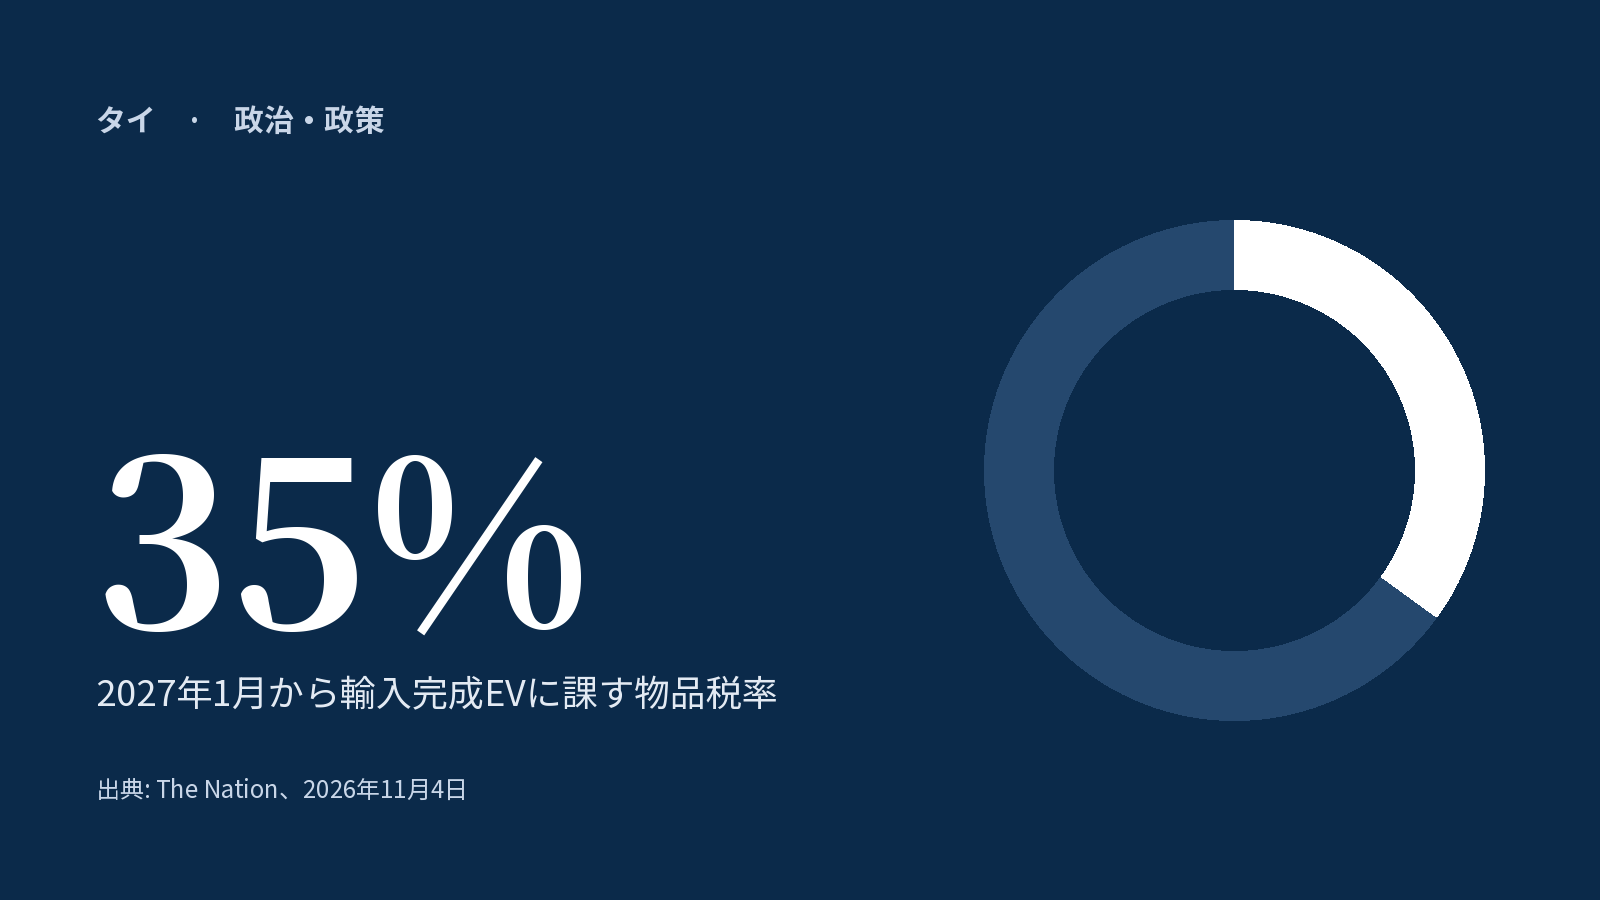 タイ · 政治・政策
35%
2027年1月から輸入完成EVに課す物品税率
出典: The Nation、2026年11月4日